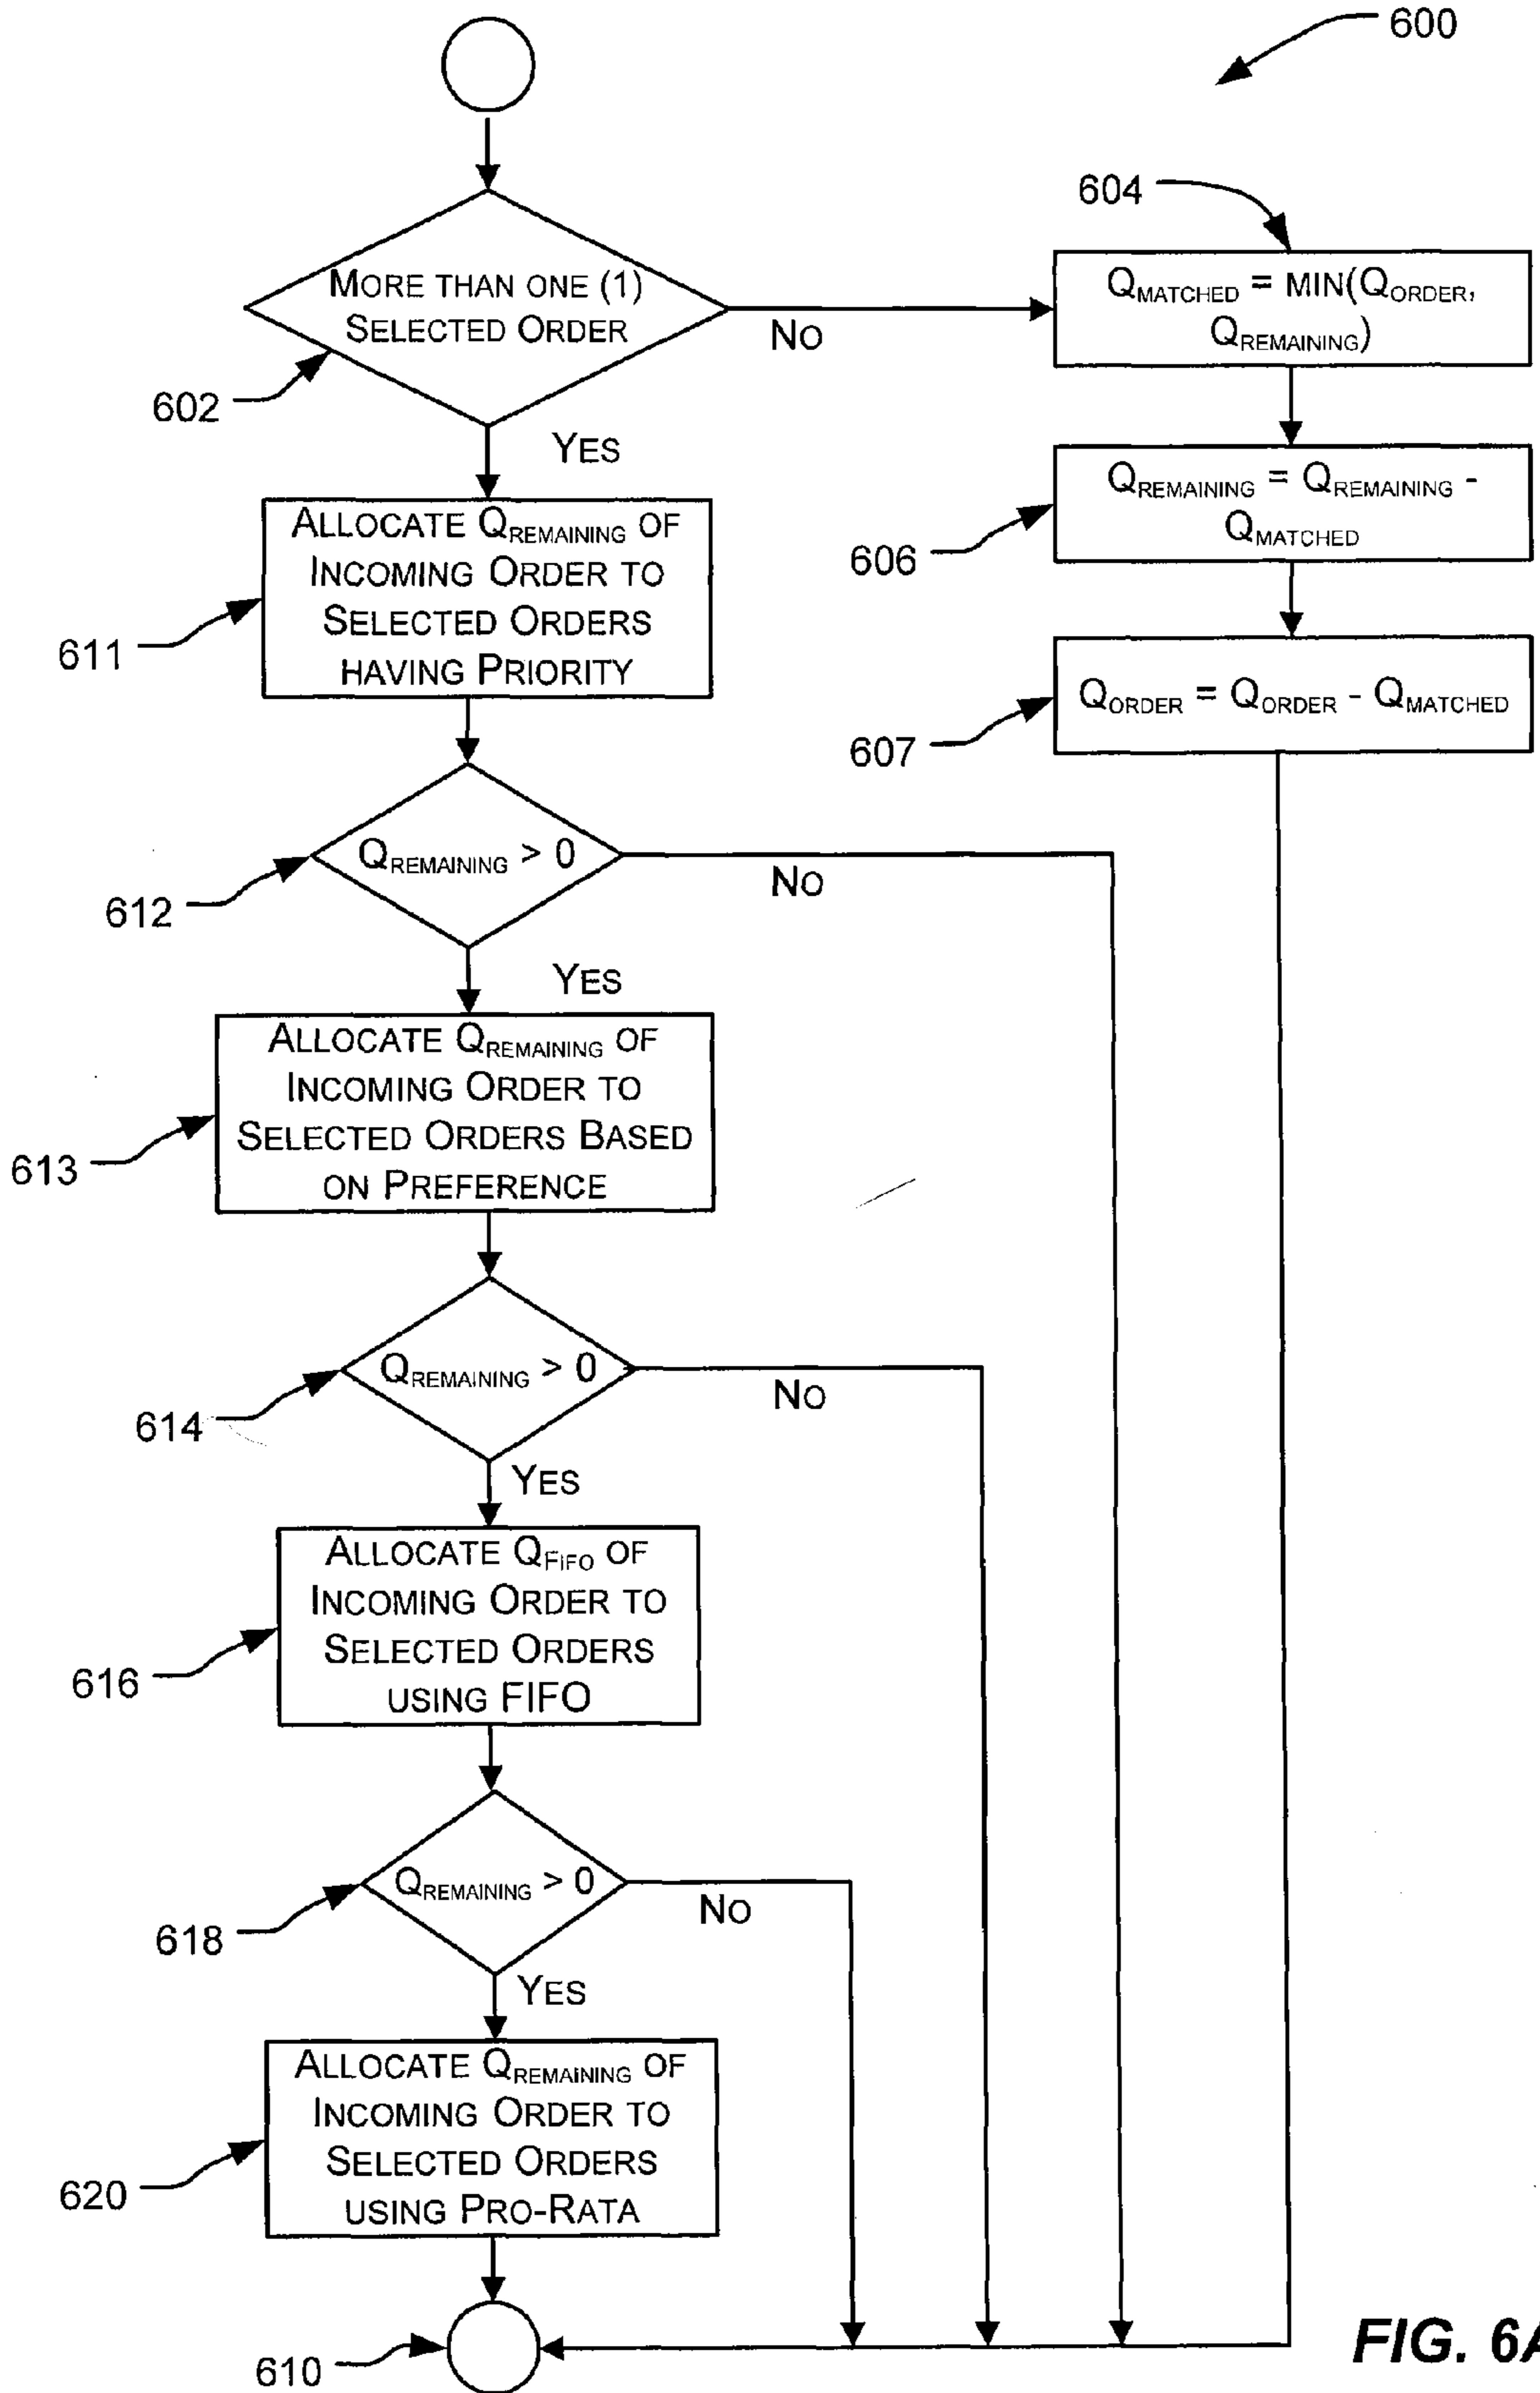 600
604
MORE THAN ONE (1)
SELECTED ORDER
602
NO
YES
QMATCHED = MIN(QORDER,
QREMAINING)
QREMAINING = QREMAINING -
QMATCHED
606
QORDER = QORDER - QMATCHED
607
ALLOCATE QREMAINING OF
INCOMING ORDER TO
SELECTED ORDERS
HAVING PRIORITY
611
QREMAINING > 0
612
NO
YES
ALLOCATE QREMAINING OF
INCOMING ORDER TO
SELECTED ORDERS BASED
ON PREFERENCE
613
QREMAINING > 0
614
NO
YES
ALLOCATE QFIFO OF
INCOMING ORDER TO
SELECTED ORDERS
USING FIFO
616
QREMAINING > 0
618
NO
YES
ALLOCATE QREMAINING OF
INCOMING ORDER TO
SELECTED ORDERS
USING PRO-RATA
620
610
FIG. 6A